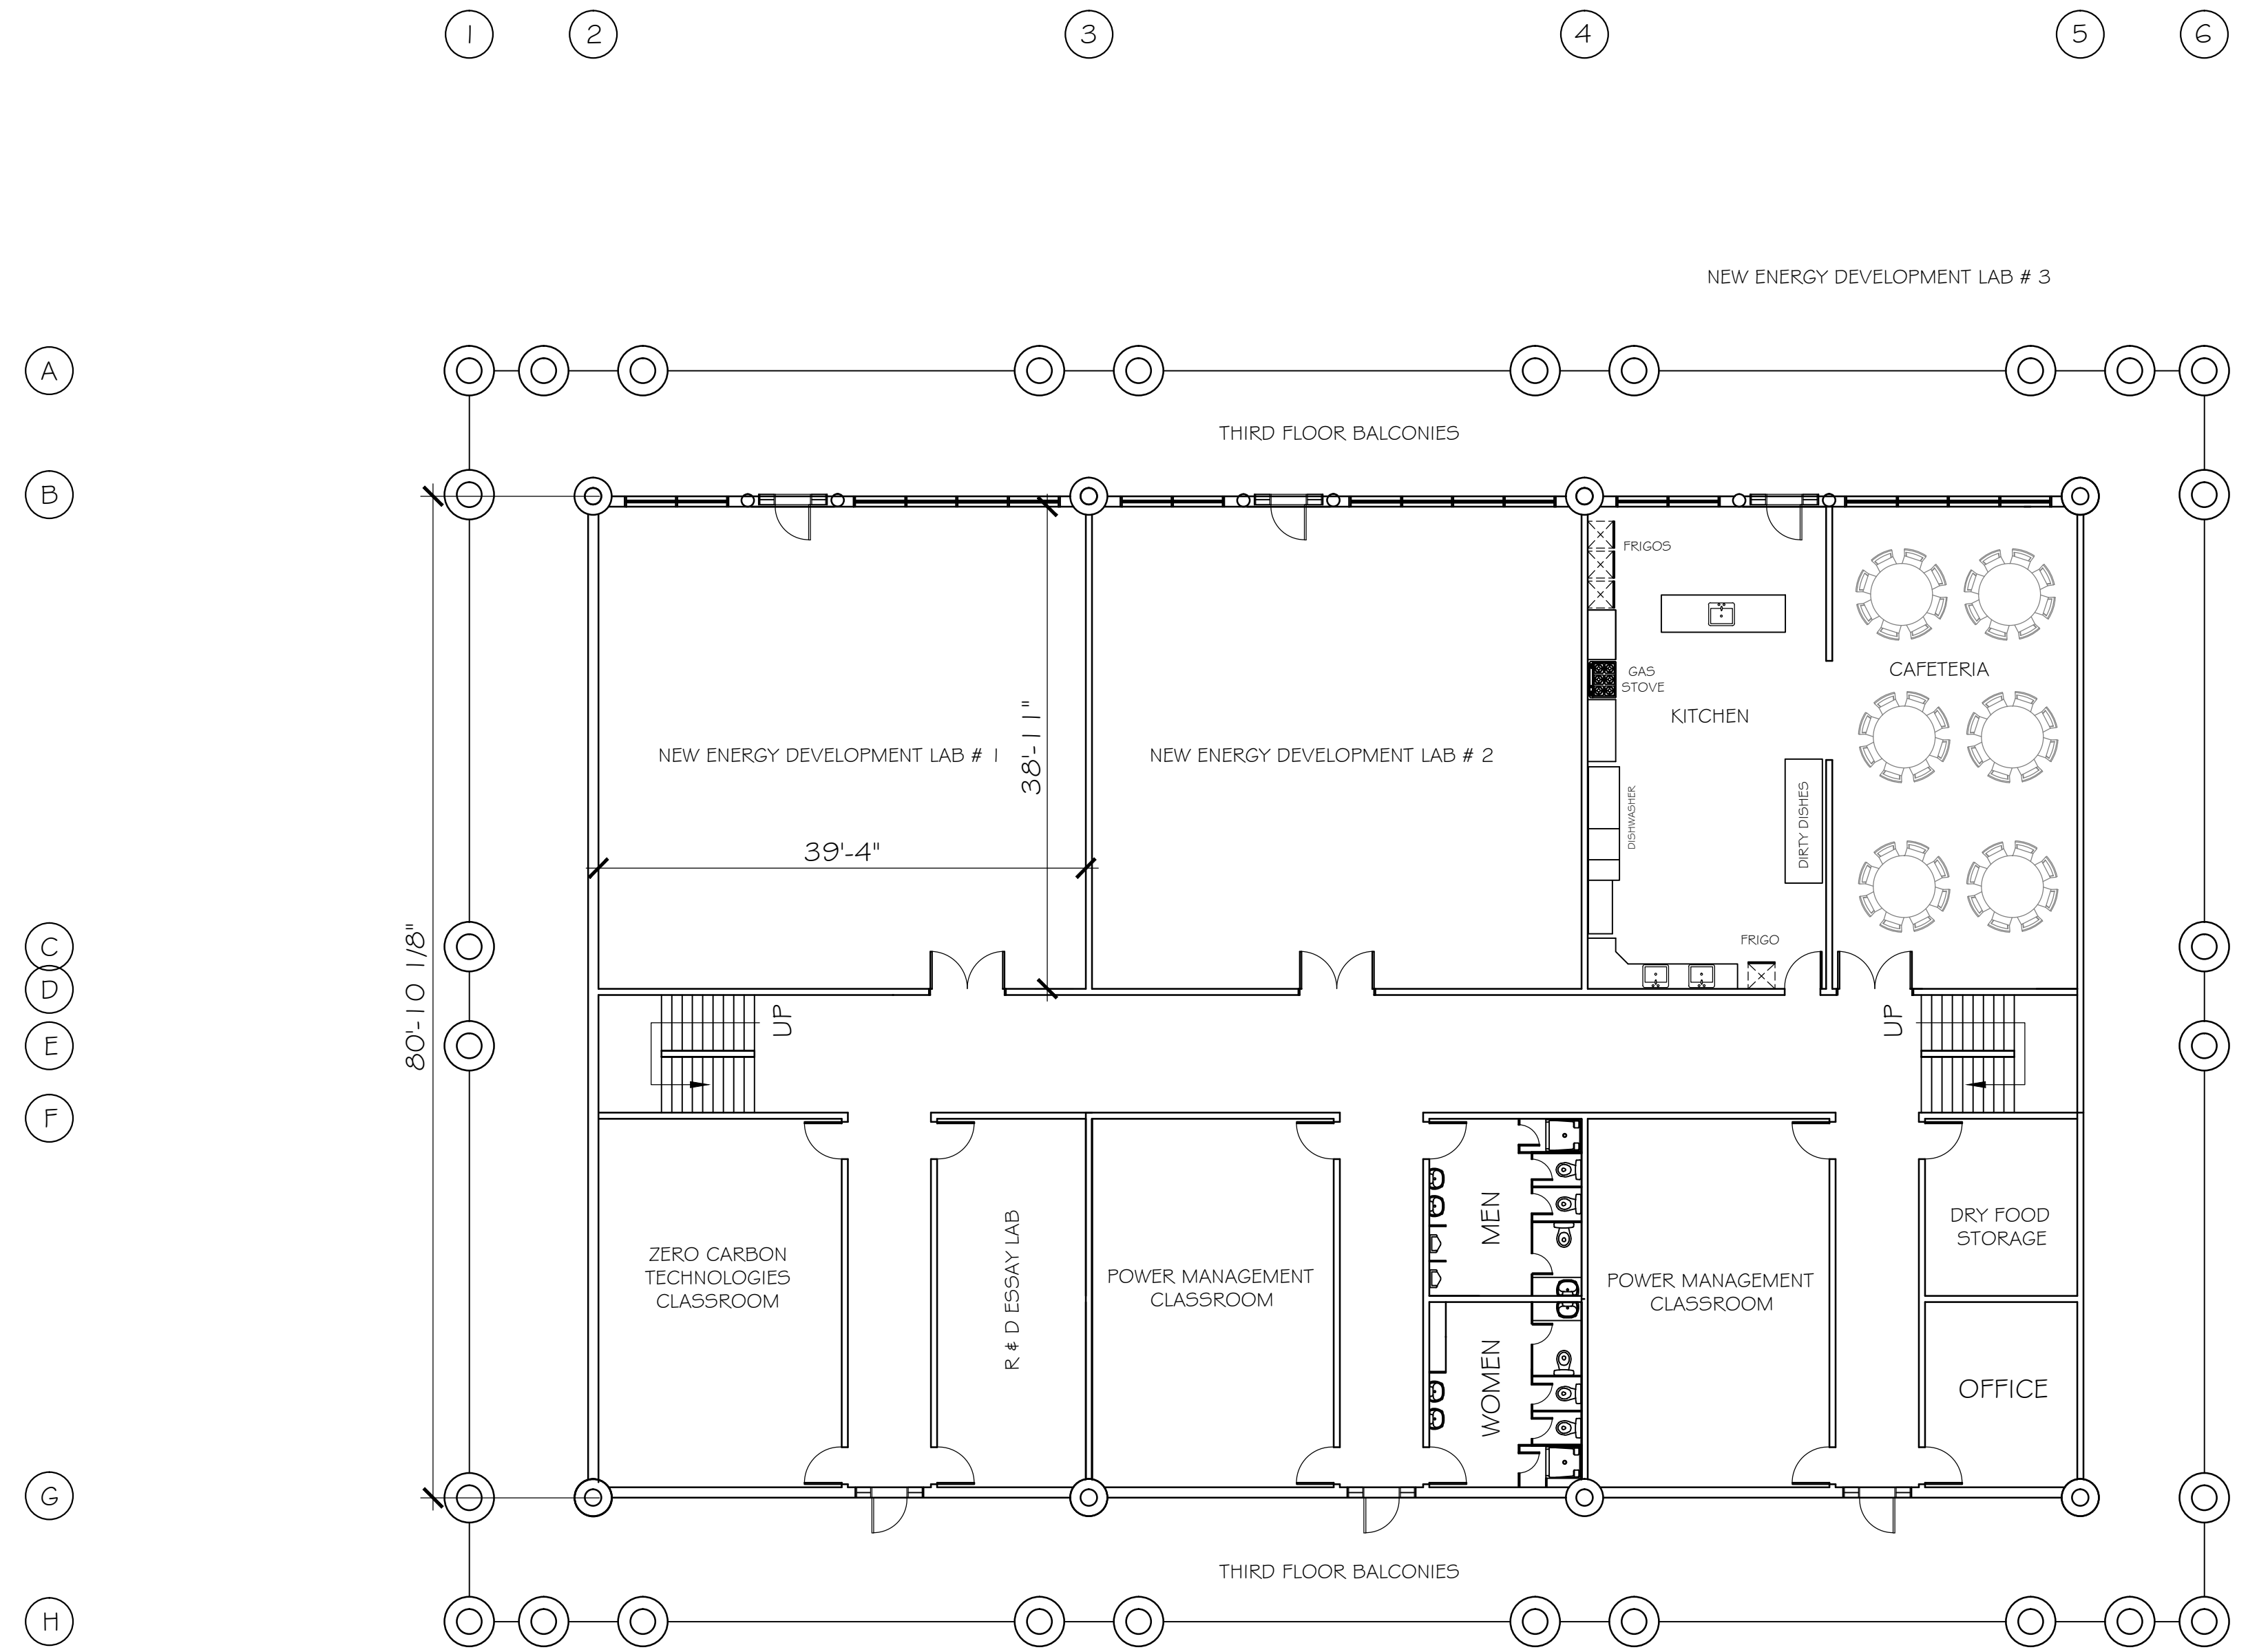 1
2
3
4
5
6
NEW ENERGY DEVELOPMENT LAB # 3
A
THIRD FLOOR BALCONIES
B
FRIGOS
GAS
STOVE
CAFETERIA
KITCHEN
NEW ENERGY DEVELOPMENT LAB # 1
38'-11"
NEW ENERGY DEVELOPMENT LAB # 2
DISHWASHER
DIRTY DISHES
39'-4"
80'-10 1/8"
C
FRIGO
D
UP
UP
E
F
ZERO CARBON
TECHNOLOGIES
CLASSROOM
R & D ESSAY LAB
POWER MANAGEMENT
CLASSROOM
MEN
WOMEN
POWER MANAGEMENT
CLASSROOM
DRY FOOD
STORAGE
OFFICE
G
THIRD FLOOR BALCONIES
H